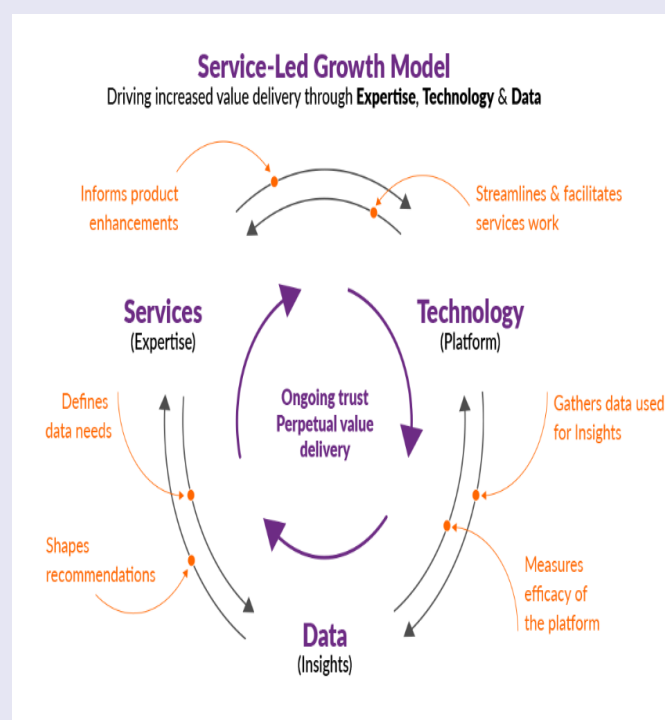 Service-Led Growth Model
Driving increased value delivery through Expertise, Technology & Data
Informs product
enhancements
Streamlines & facilitates
services work
Services
(Expertise)
Technology
(Platform)
Ongoing trust
Perpetual value
delivery
Defines
data needs
Gathers data used
for Insights
Shapes
recommendations
Measures
efficacy of
the platform
Data
(Insights)